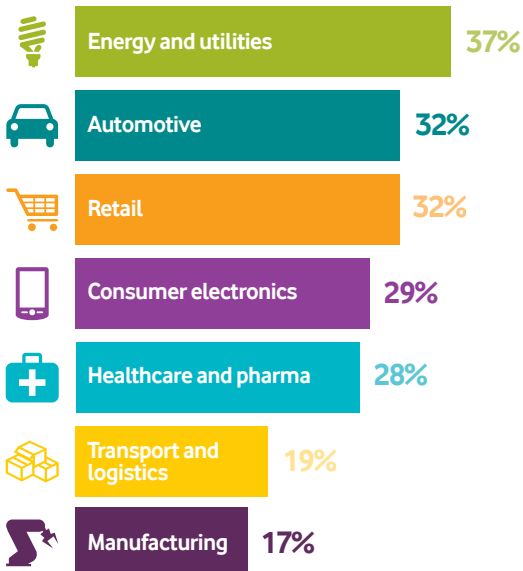 Energy and utilities 37%
Automotive 32%
Retail 32%
Consumer electronics 29%
Healthcare and pharma 28%
Transport and
logistics 19%
Manufacturing 17%